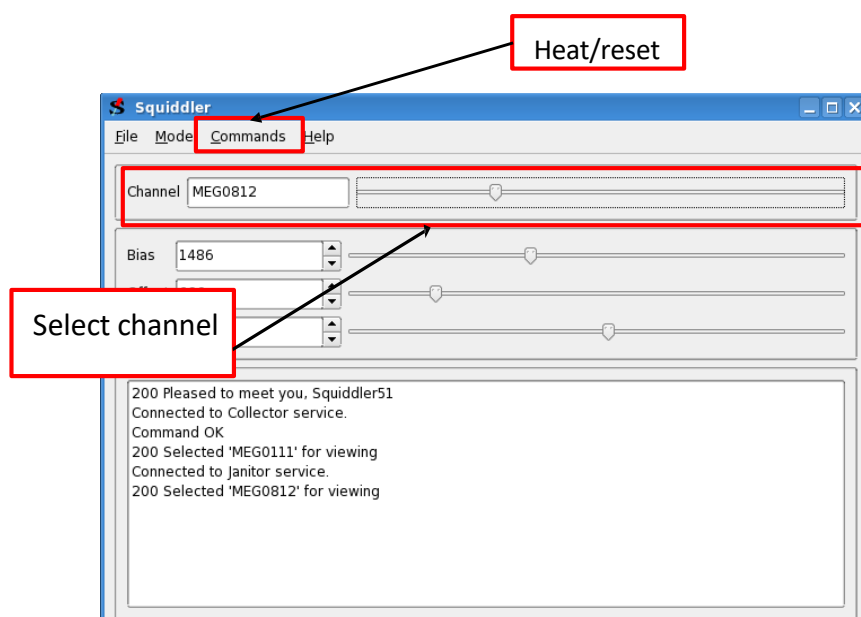 Heat/reset
Squiddler
File Mode Commands Help
Channel MEG0812
Bias 1486
Select channel
200 Pleased to meet you, Squiddler51
Connected to Collector service.
Command OK
200 Selected 'MEG0111' for viewing
Connected to Janitor service.
200 Selected 'MEG0812' for viewing